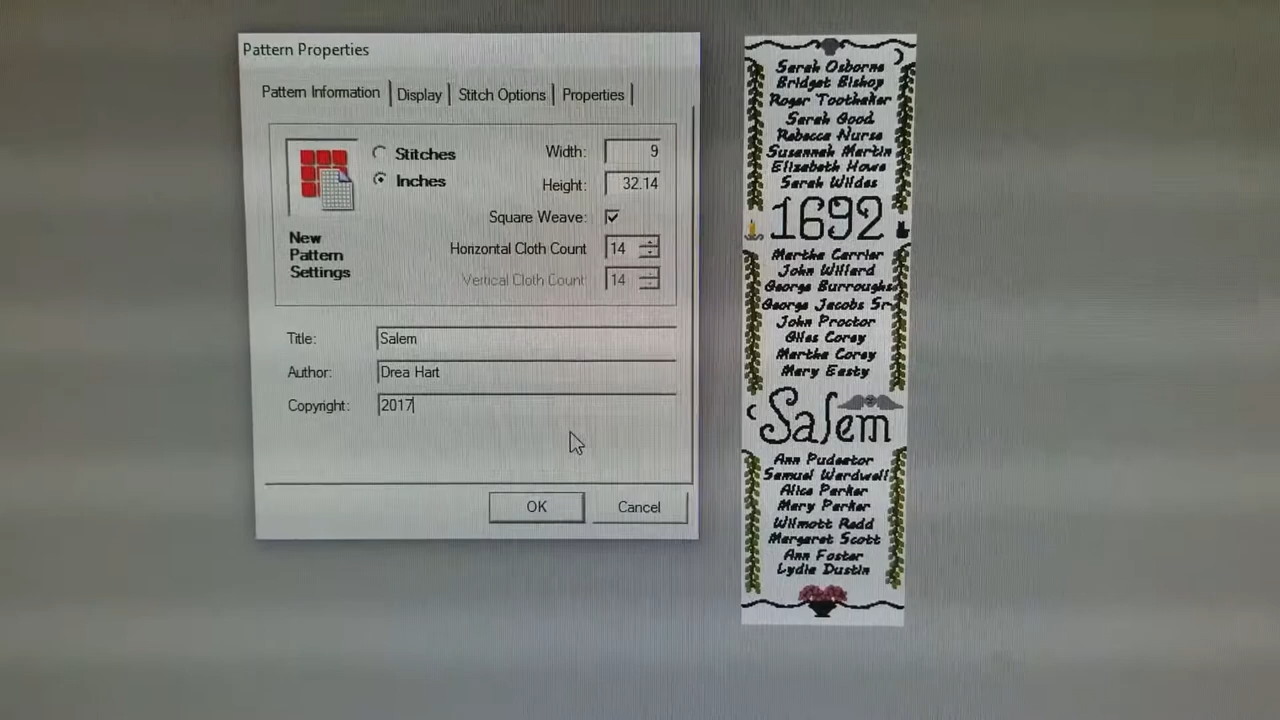 Pattern Properties
Pattern Information
Display
Stitch Options
Properties
Stitches
Inches
Width: 9
Height: 32.14
Square Weave:
Horizontal Cloth Count 14
Vertical Cloth Count: 14
New
Pattern
Settings
Title: Salem
Author: Drea Hart
Copyright: 2017
OK
Cancel
Sarah Osborne
Bridget Bishop
Roger Toothaker
Sarah Good
Rebecca Nurse
Susannah Martin
Elizabeth Howe
Sarah Wildes
1692
Martha Carrier
John Willard
George Burroughs
George Jacobs Sr
John Proctor
Giles Corey
Martha Corey
Mary Easty
Salem
Ann Pudeator
Samuel Wardwell
Alice Parker
Mary Parker
Wilmott Redd
Margaret Scott
Ann Foster
Lydia Dustin